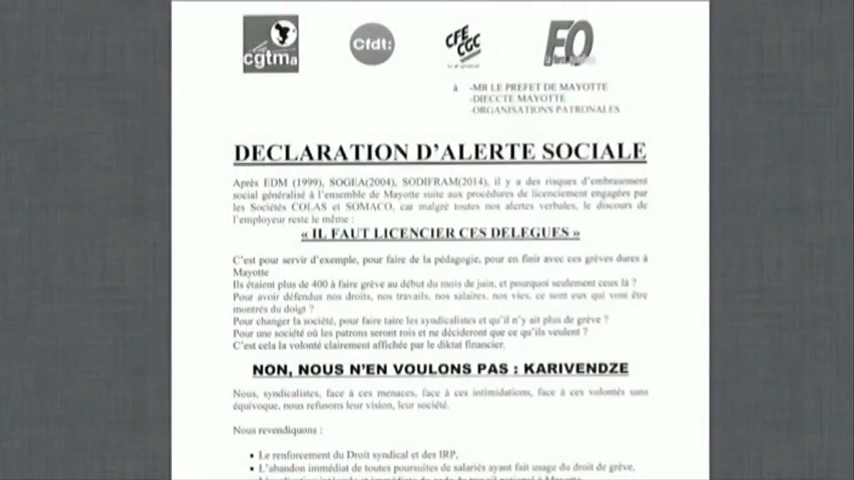 cgtma
Cfdt:
CFE
CGC
FO
à -MR LE PREFET DE MAYOTTE
-DIECCTE MAYOTTE
-ORGANISATIONS PATRONALES
DECLARATION D'ALERTE SOCIALE
Après EDM (1999), SOGEA(2004), SODIFRAM(2014), il y a des risques d'embrasement
social généralisé à l'ensemble de Mayotte suite aux procédures de licenciement engagées par
les Sociétés COLAS et SOMACO, car malgré toutes nos alertes verbales, le discours de
l'employeur reste le même :
« IL FAUT LICENCIER CES DELEGUES »
C'est pour servir d'exemple, pour faire de la pédagogie, pour en finir avec ces grèves dures à
Mayotte
Ils étaient plus de 400 à faire grève au début du mois de juin, et pourquoi seulement ceux là ?
Pour avoir défendus nos droits, nos travails, nos salaires, nos vies, ce sont eux qui vont être
montrés du doigt ?
Pour changer la société, pour faire taire les syndicalistes et qu'il n'y ait plus de grève ?
Pour une société où les patrons seront rois et ne décideront que ce qu'ils veulent ?
C'est cela la volonté clairement affichée par le diktat financier.
NON, NOUS N'EN VOULONS PAS : KARIVENDZE
Nous, syndicalistes, face à ces menaces, face à ces intimidations, face à ces volontés sans
équivoque, nous refusons leur vision, leur société.
Nous revendiquons :
• Le renforcement du Droit syndical et des IRP,
• L'abandon immédiat de toutes poursuites de salariés ayant fait usage du droit de grève,